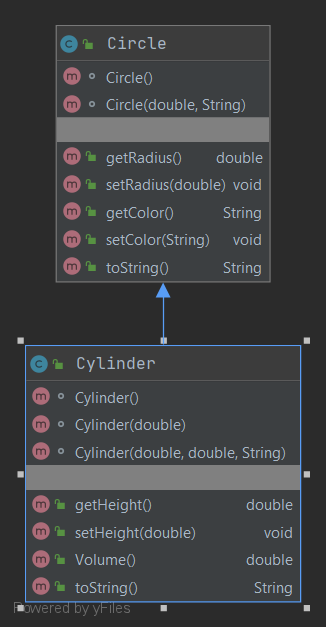 Circle
Circle()
Circle(double, String)
getRadius() double
setRadius(double) void
getColor() String
setColor(String) void
toString() String
Cylinder
Cylinder()
Cylinder(double)
Cylinder(double, double, String)
getHeight() double
setHeight(double) void
Volume() double
toString() String
Powered by yFiles